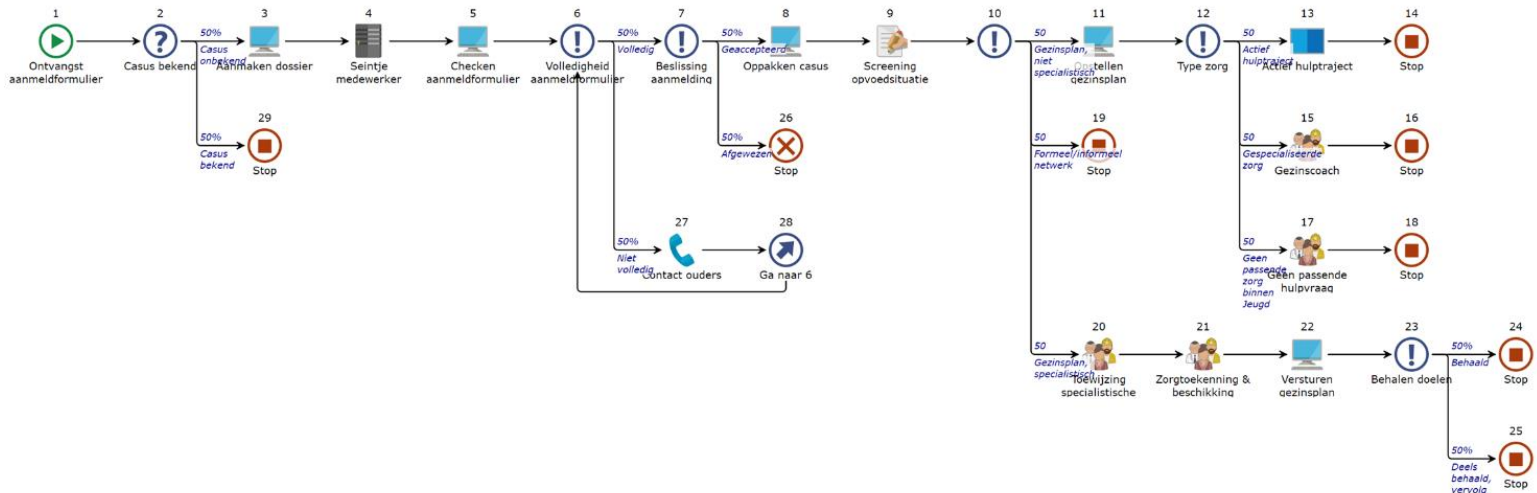 1
2
3
4
5
6
7
8
9
10
11
12
13
14
50%
50%
50%
50
50
50
Casus
onbekend
Volledig
Geaccepteerd
Gezinsplan,
niet
specialistisch
Actief
hulptraject
Ontvangst
aanmeldformulier
Casus bekend
Aanmaken dossier
Seintje
medewerker
Checken
aanmeldformulier
Volledigheid
aanmeldformulier
Beslissing
aanmelding
Oppakken casus
Screening
opvoedsituatie
Opstellen
gezinsplan
Type zorg
Actief hulptraject
Stop
29
26
19
15
16
50%
Casus
bekend
Stop
50%
Afgewezen
Stop
50
Formeel/informeel
netwerk
Stop
Gespecialiseerde
zorg
Gezinscoach
Stop
27
28
17
18
50%
Niet
volledig
Contact ouders
Ga naar 6
50
Geen
passende
zorg
binnen
Jeugd
Geen passende
hulpvraag
Stop
20
21
22
23
24
50
Gezinsplan,
specialistisch
Toewijzing
specialistische
Zorgtoekenning &
beschikking
Versturen
gezinsplan
Behalen doelen
50%
Behaald
Stop
25
50%
Deels
behaald,
vervolg
Stop